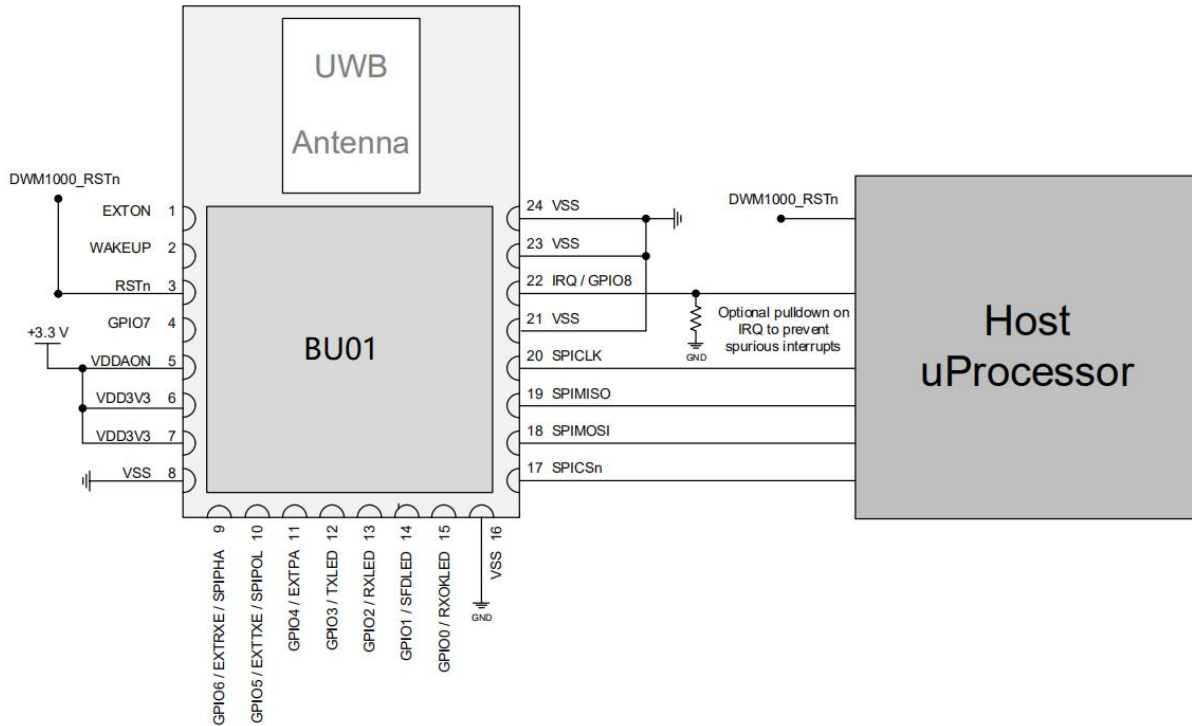 UWB
Antenna
DWM1000_RSTn
EXTON 1
WAKEUP 2
RSTn 3
GPIO7 4
+3.3 V
VDDAON 5
VDD3V3 6
VDD3V3 7
VSS 8
BU01
24 VSS
23 VSS
22 IRQ / GPIO8
21 VSS
20 SPICLK
19 SPIMISO
18 SPIMOSI
17 SPICSn
DWM1000_RSTn
Optional pulldown on
IRQ to prevent
spurious interrupts
GND
Host
uProcessor
GPIO6 / EXTRXE / SPIPHA 9
GPIO5 / EXTTXE / SPIPOL 10
GPIO4 / EXTPA 11
GPIO3 / TXLED 12
GPIO2 / RXLED 13
GPIO1 / SFDLED 14
GPIO0 / RXOKLED 15
VSS 16
GND